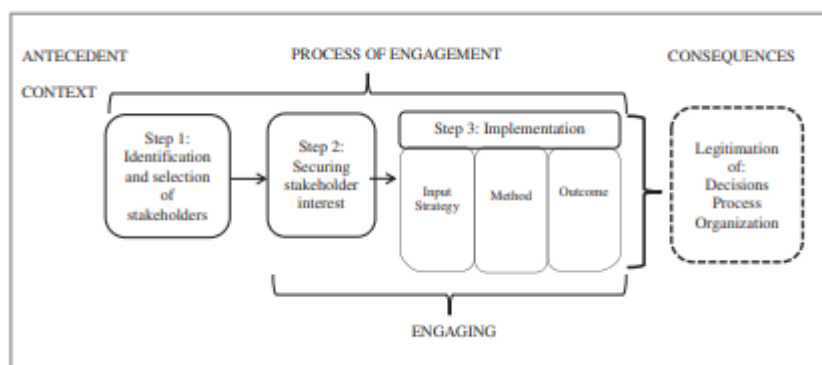 ANTECEDENT
CONTEXT
PROCESS OF ENGAGEMENT
CONSEQUENCES
Step 1:
Identification
and selection
of
stakeholders
Step 2:
Securing
stakeholder
interest
Step 3: Implementation
Input
Strategy
Method
Outcome
Legitimation
of:
Decisions
Process
Organization
ENGAGING